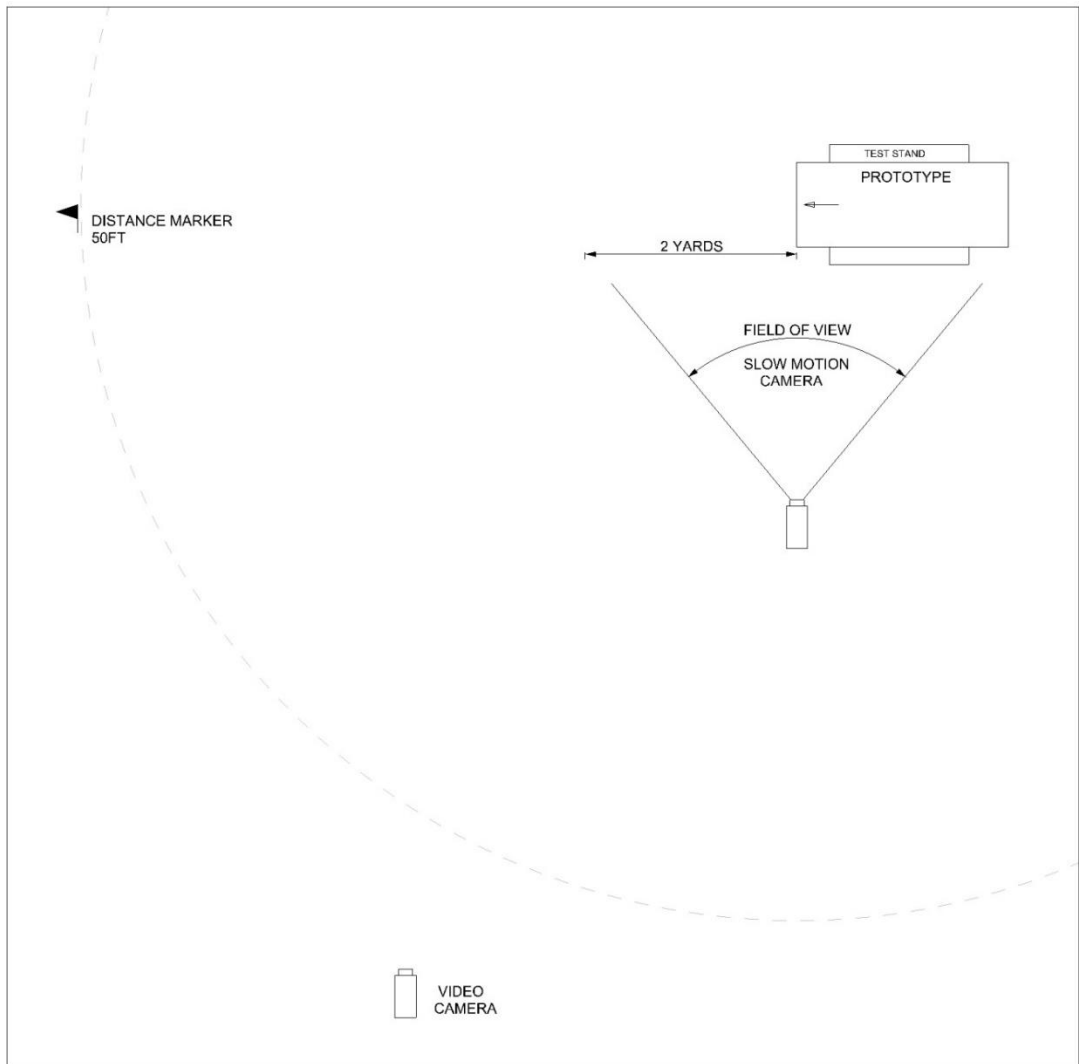 TEST STAND
PROTOTYPE
DISTANCE MARKER
50FT
2 YARDS
FIELD OF VIEW
SLOW MOTION
CAMERA
VIDEO
CAMERA